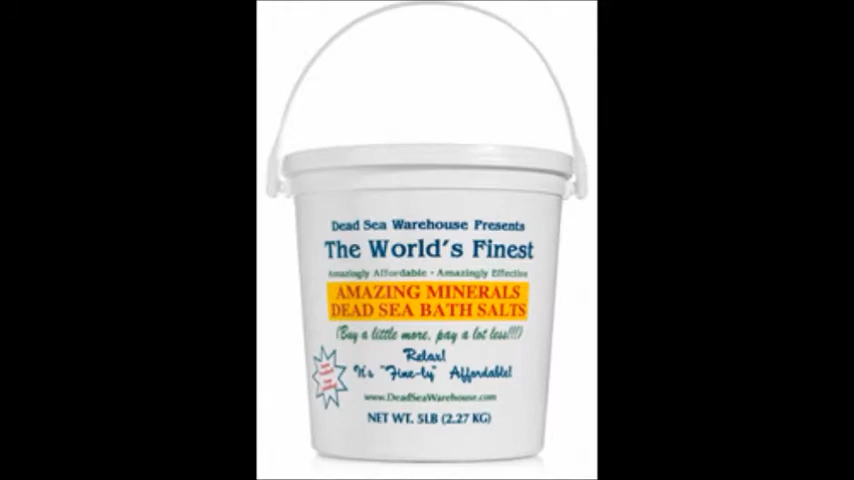 Dead Sea Warehouse Presents
The World's Finest
Amazingly Affordable • Amazingly Effective
AMAZING MINERALS
DEAD SEA BATH SALTS
(Buy a little more, pay a lot less!!!)
Relax!
It's "Fine-ly" Affordable!
www.DeadSeaWarehouse.com
NET WT. 5LB (2.27 KG)